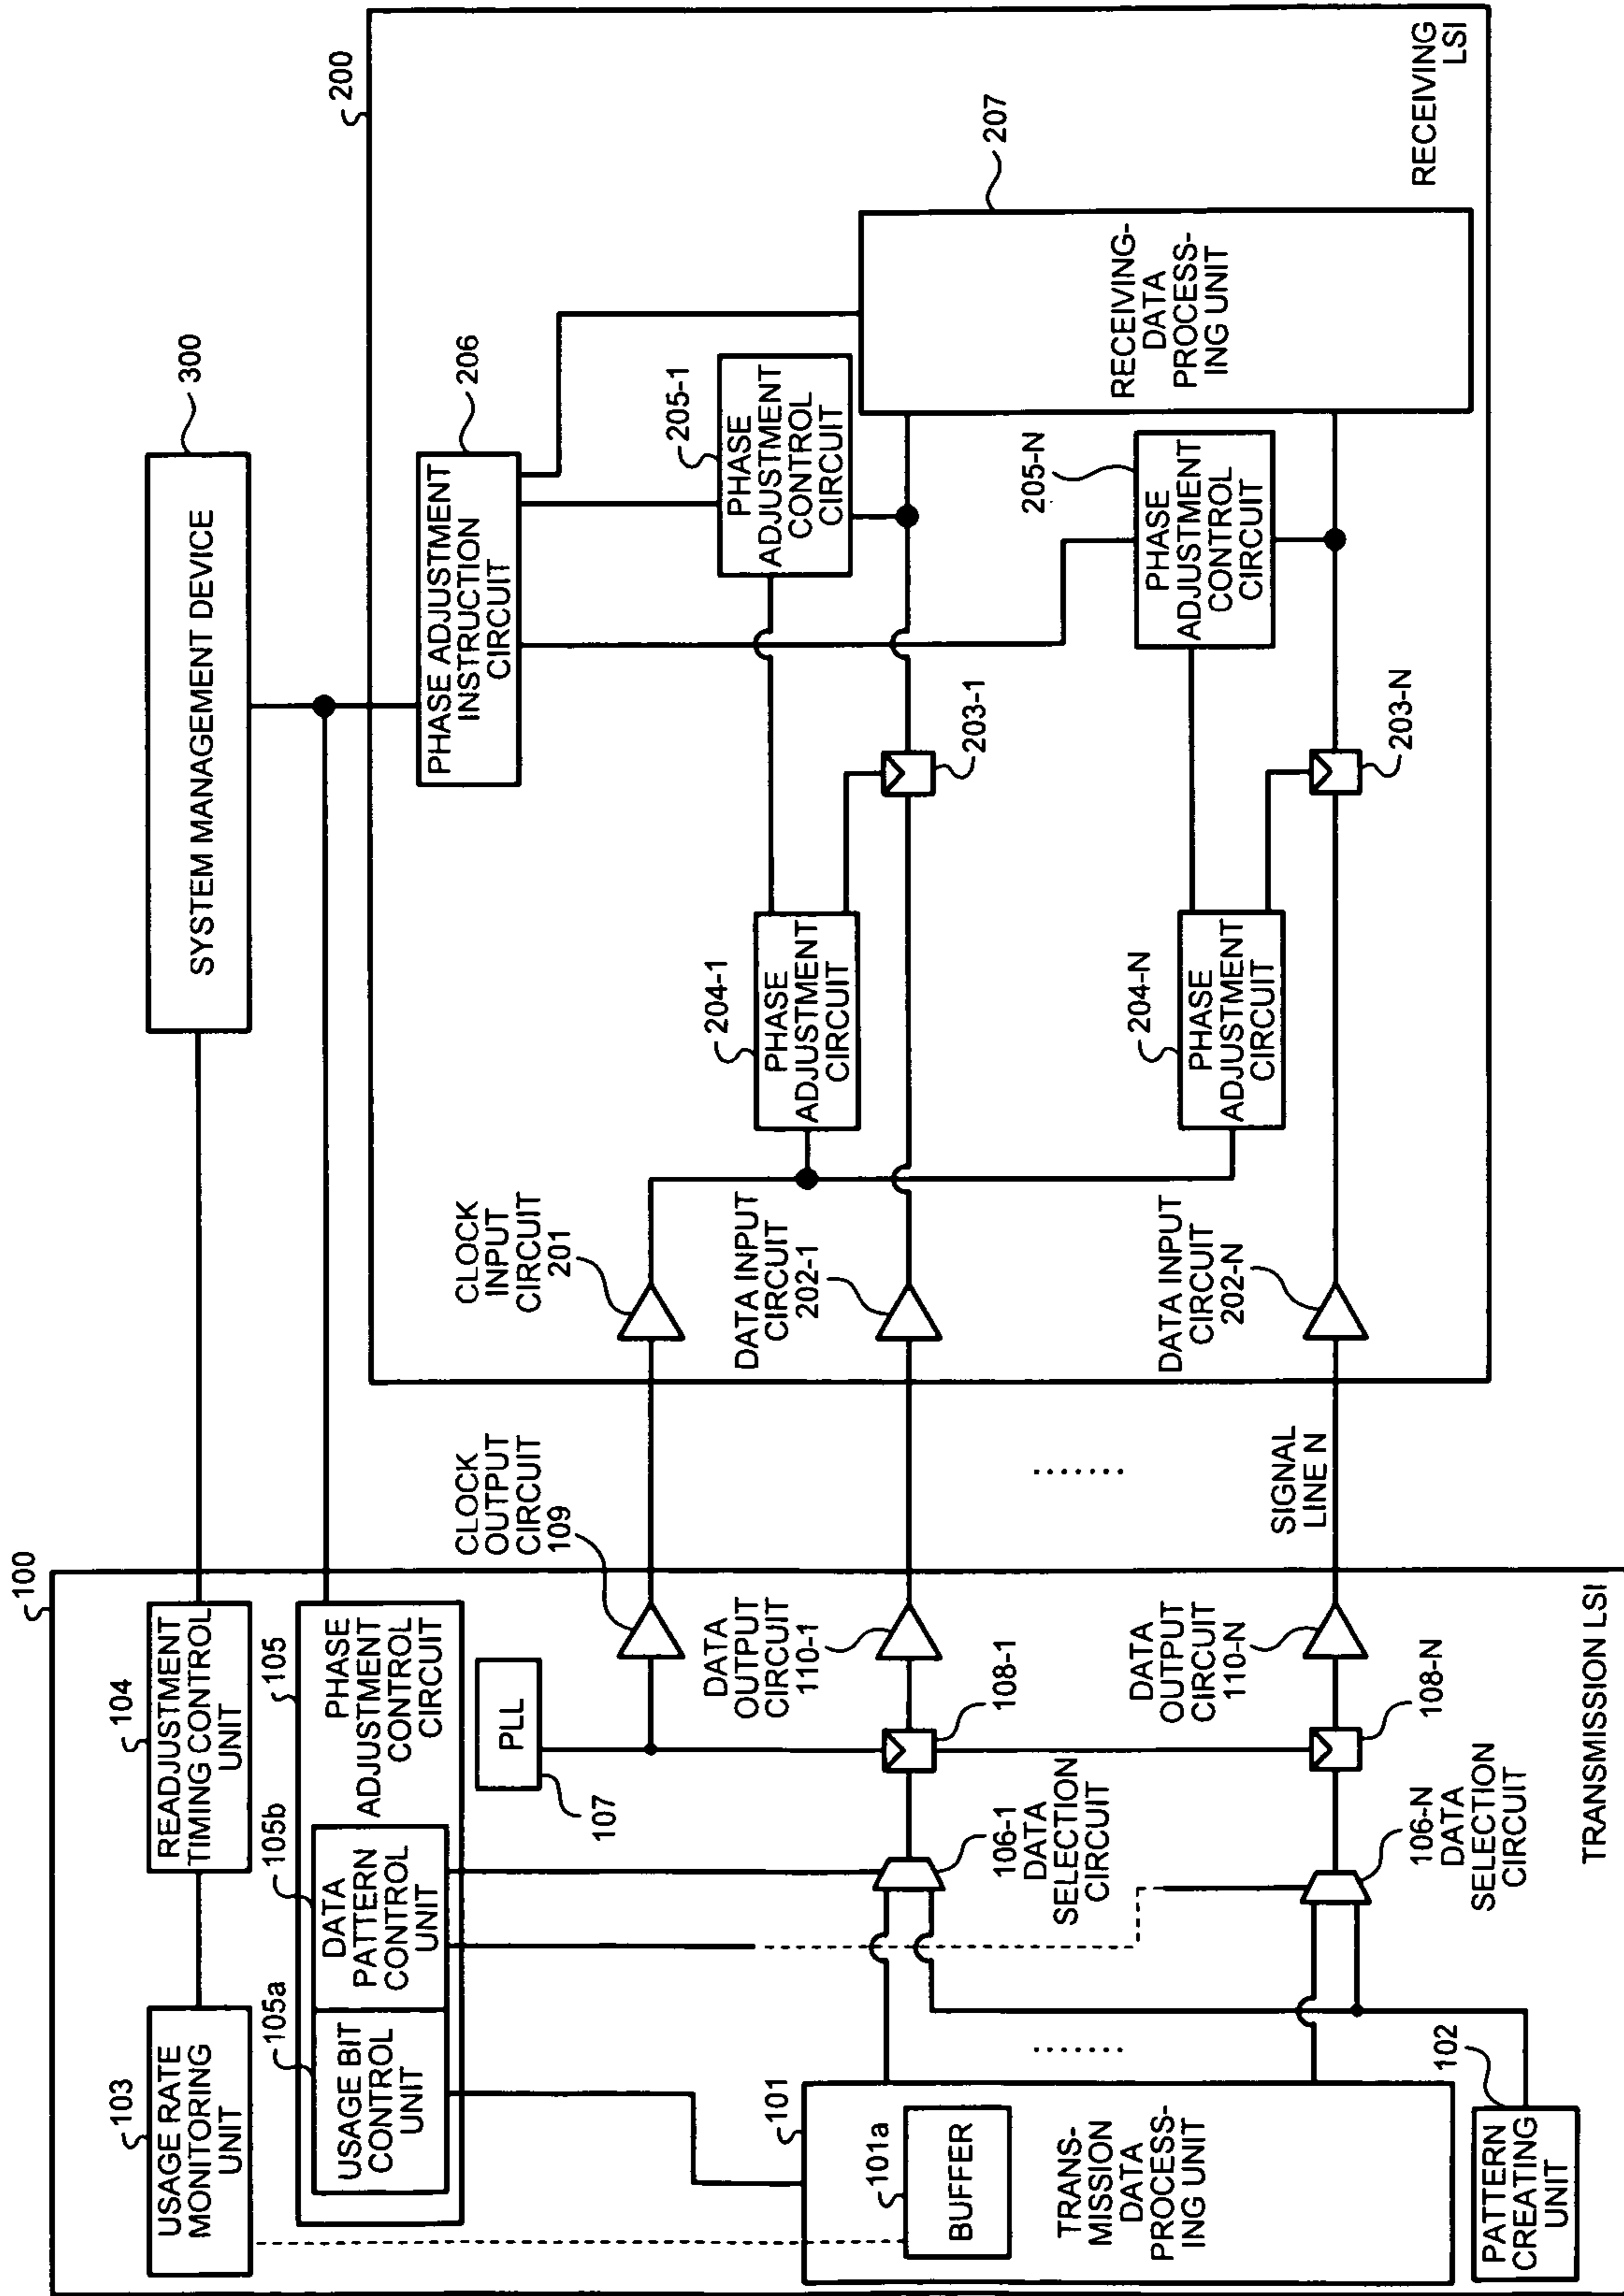 100
103
USAGE RATE
MONITORING
UNIT
104
READJUSTMENT
TIMING CONTROL
UNIT
300
SYSTEM MANAGEMENT DEVICE
105
PHASE
ADJUSTMENT
CONTROL
CIRCUIT
105a
USAGE BIT
CONTROL
UNIT
105b
DATA
PATTERN
CONTROL
UNIT
PLL
107
CLOCK
OUTPUT
CIRCUIT
109
101
101a
BUFFER
TRANS-
MISSION
DATA
PROCESS-
ING UNIT
102
PATTERN
CREATING
UNIT
106-1
DATA
SELECTION
CIRCUIT
108-1
DATA
OUTPUT
CIRCUIT
110-1
.......
106-N
DATA
SELECTION
CIRCUIT
108-N
DATA
OUTPUT
CIRCUIT
110-N
TRANSMISSION LSI
.......
SIGNAL
LINE N
200
CLOCK
INPUT
CIRCUIT
201
DATA INPUT
CIRCUIT
202-1
DATA INPUT
CIRCUIT
202-N
204-1
PHASE
ADJUSTMENT
CIRCUIT
204-N
PHASE
ADJUSTMENT
CIRCUIT
203-1
203-N
206
PHASE ADJUSTMENT
INSTRUCTION
CIRCUIT
205-1
PHASE
ADJUSTMENT
CONTROL
CIRCUIT
205-N
PHASE
ADJUSTMENT
CONTROL
CIRCUIT
207
RECEIVING-
DATA
PROCESS-
ING UNIT
RECEIVING
LSI